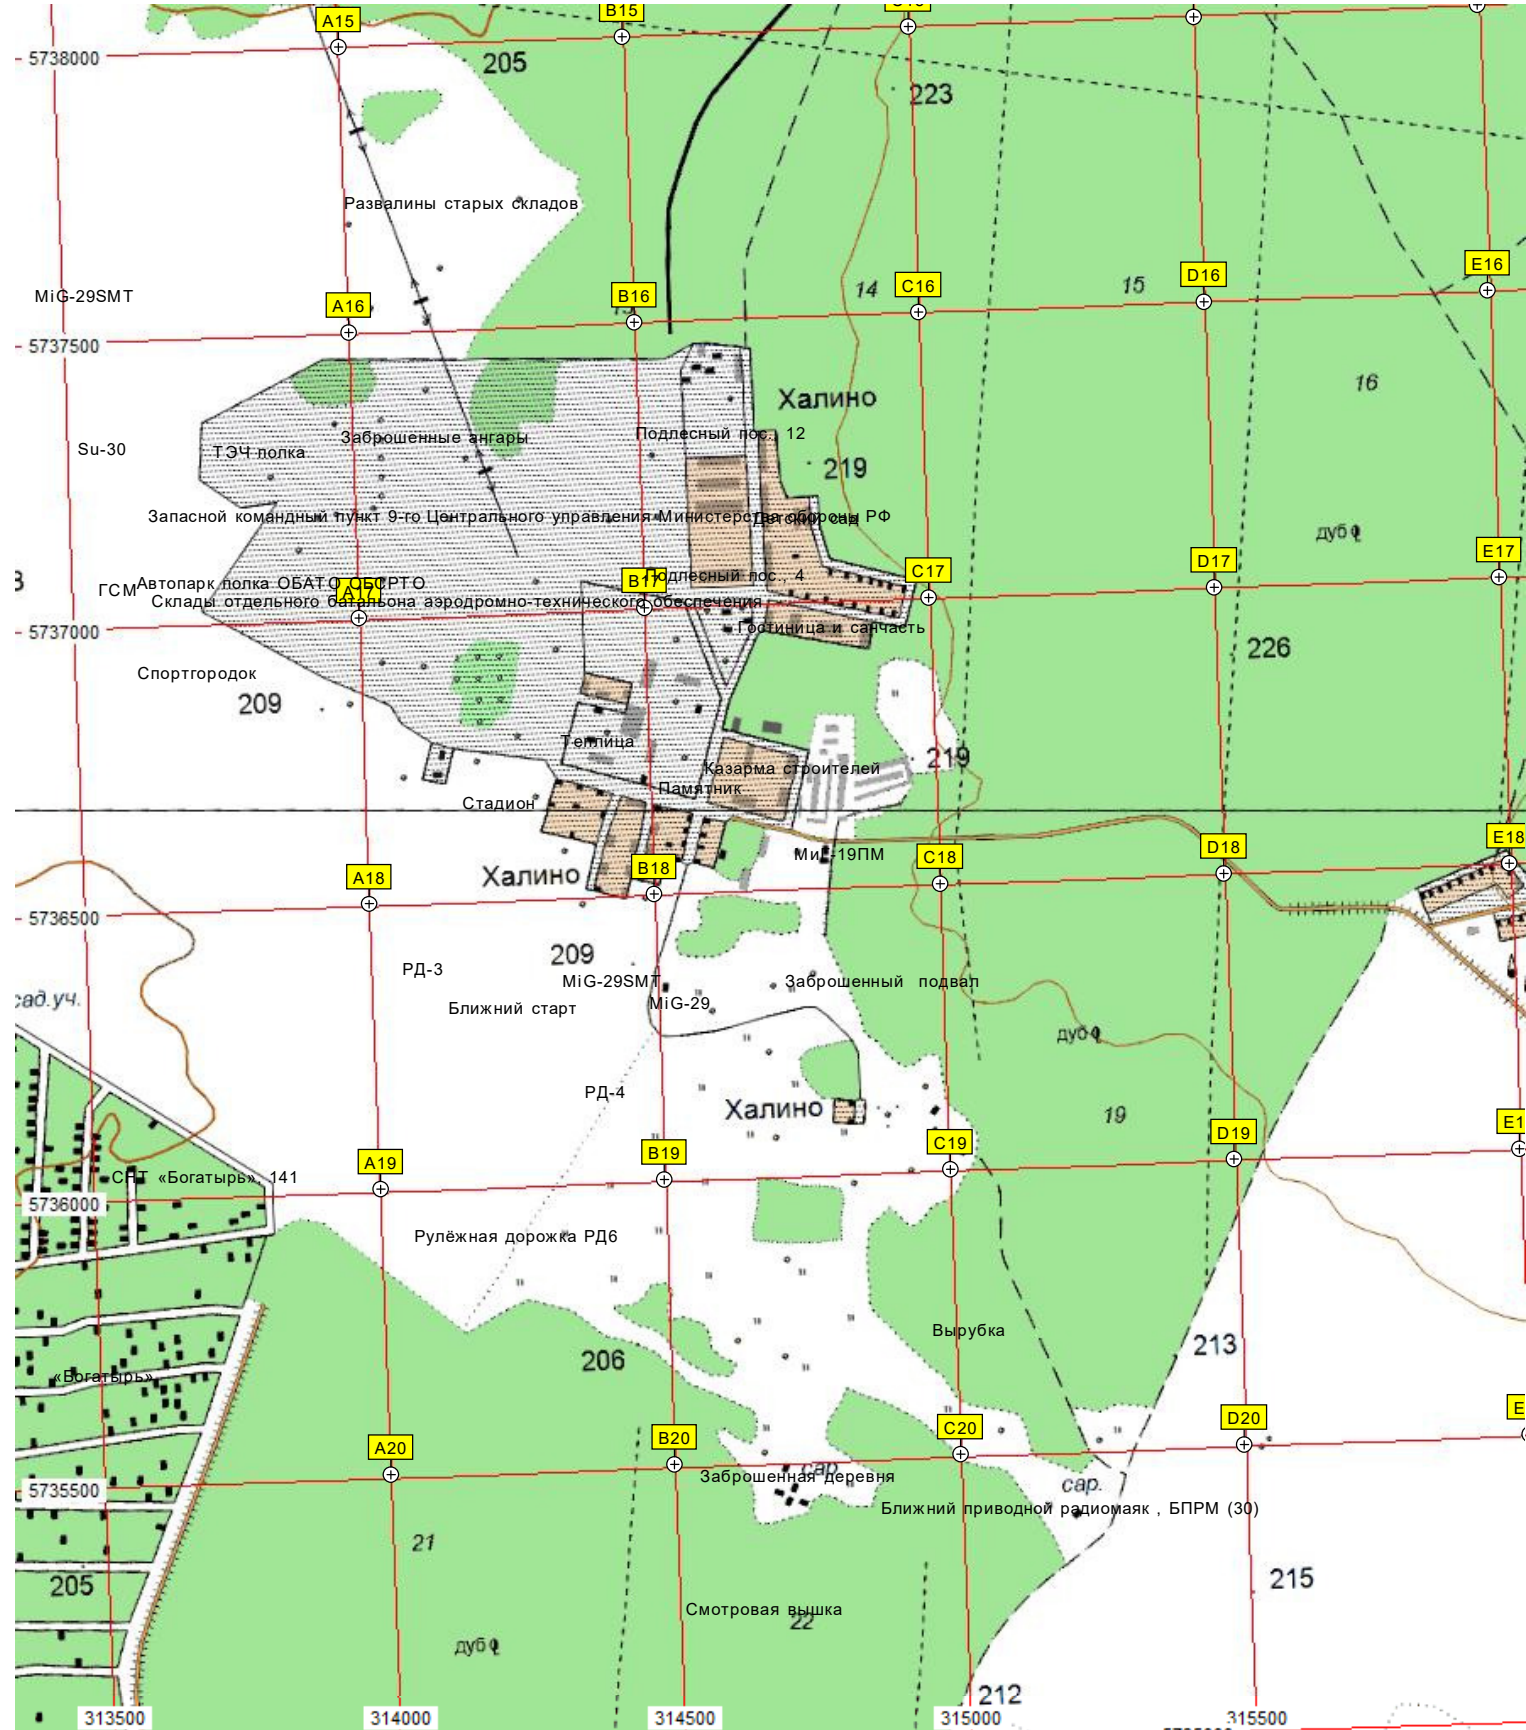 A15
B15
5738000
205
223
Развалины старых складов
MiG-29SMT
A16
B16
14
C16
15
D16
E16
5737500
16
Халино
Su-30
ТЭЧ полка
Заброшенные ангары
Подлесный пос., 12
219
Запасной командный пункт 9-го Центрального управления Министерства обороны РФ
Детский сад
дуб
ГСМ
Автопарк полка ОБАТО ОБСРТО
A17
B17
Подлесный пос., 4
C17
D17
E17
Склады отдельного батальона аэродромно-технического обеспечения
5737000
Гостиница и санчасть
226
Спортгородок
209
Теплица
219
Казарма строителей
Памятник
Стадион
МиГ-19ПМ
E18
D18
C18
B18
A18
Халино
5736500
209
РД-3
MiG-29SMT
Заброшенный подвал
сад.уч.
Ближний старт
MiG-29
дуб
РД-4
Халино
19
A19
B19
C19
D19
СНТ «Богатырь», 141
5736000
Рулёжная дорожка РД6
Вырубка
213
206
«Богатырь»
A20
B20
C20
D20
сар.
Заброшенная деревня
5735500
сар.
Ближний приводной радиомаяк , БПРМ (30)
21
205
215
Смотровая вышка
22
дуб
212
313500
314000
314500
315000
315500